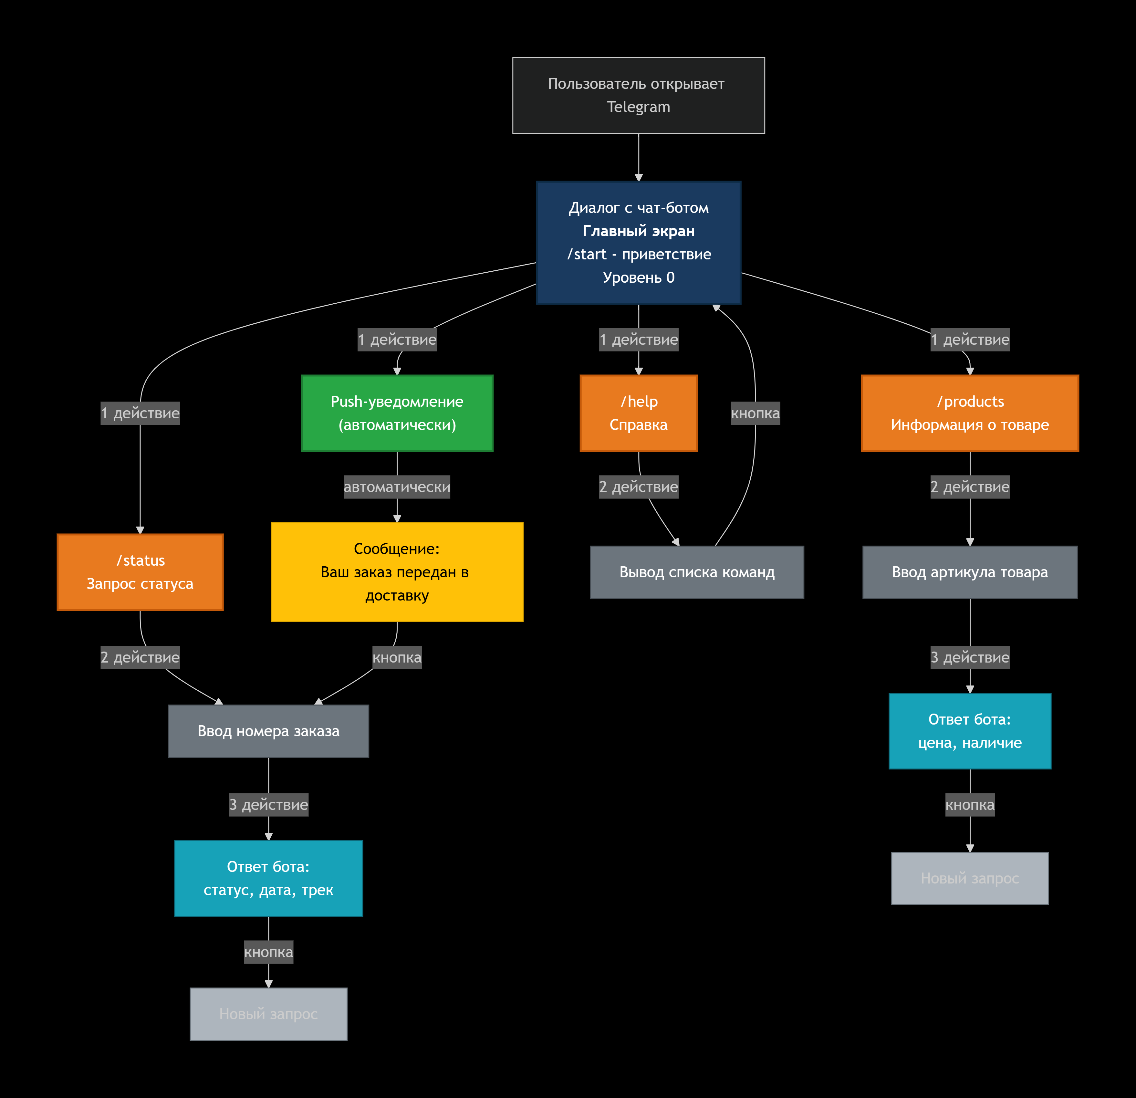 Пользователь открывает
Telegram
Диалог с чат-ботом
Главный экран
/start - приветствие
Уровень 0
1 действие
1 действие
1 действие
1 действие
Push-уведомление
(автоматически)
/help
Справка
кнопка
/products
Информация о товаре
автоматически
2 действие
2 действие
/status
Запрос статуса
Сообщение:
Ваш заказ передан в
доставку
Вывод списка команд
Ввод артикула товара
2 действие
кнопка
3 действие
Ввод номера заказа
Ответ бота:
цена, наличие
3 действие
кнопка
Ответ бота:
статус, дата, трек
Новый запрос
кнопка
Новый запрос